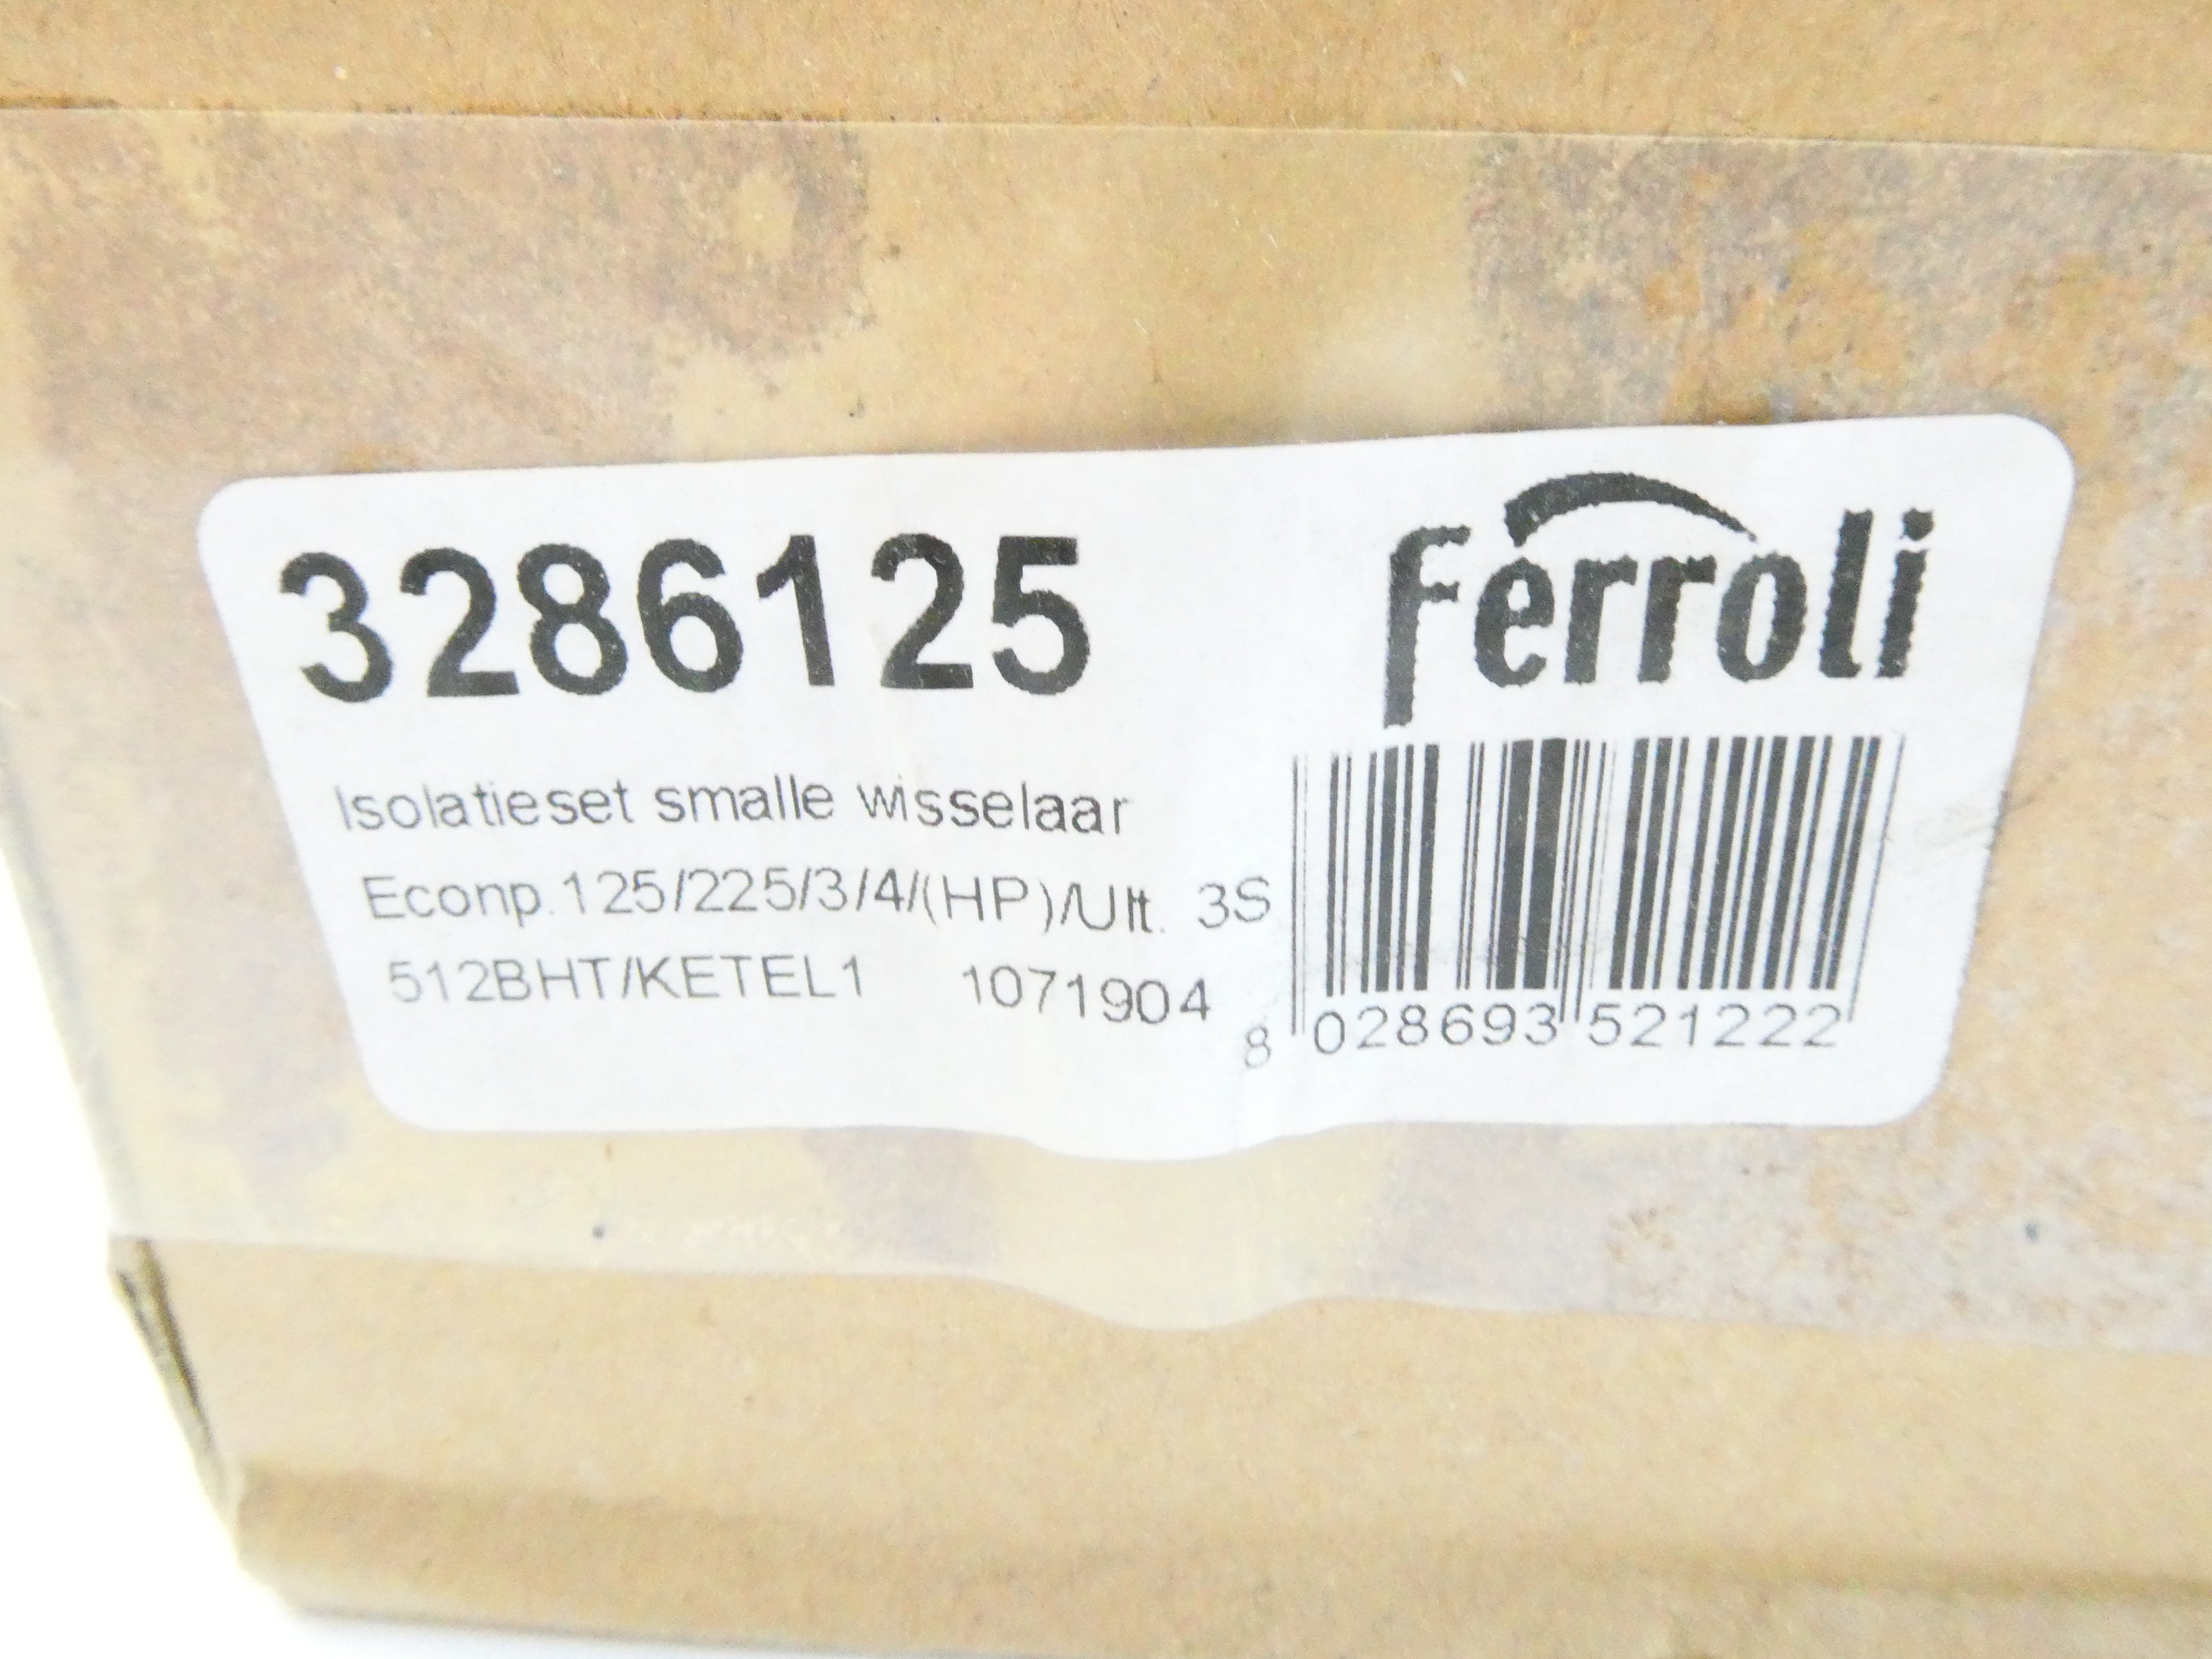 3286125
ferroli
Isolatieset smalle wisselaar
Econp.125/225/3/4/(HP)/Ult. 3S
512BHT/KETEL1 1071904
8 028693 521222